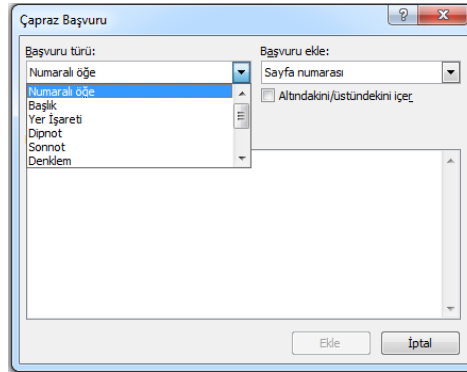 Çapraz Başvuru
Başvuru türü:
Başvuru ekle:
Numaralı öğe
Sayfa numarası
Numaralı öğe
Başlık
Yer İşareti
Dipnot
Sonnot
Denklem
Altındakini/üstündekini içer
Ekle
İptal